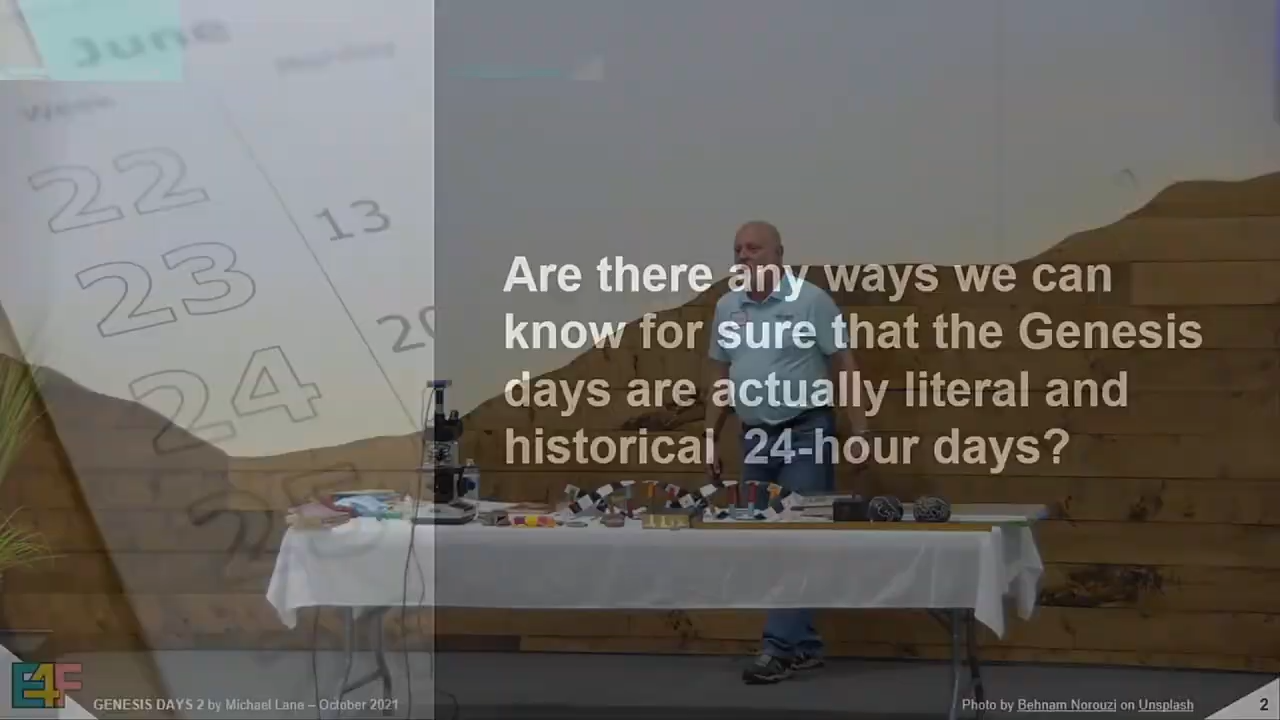 June
Week
22
13
23
24
25
Are there any ways we can
know for sure that the Genesis
days are actually literal and
historical 24-hour days?
E4F
GENESIS DAYS 2 by Michael Lane – October 2021
Photo by Behnam Norouzi on Unsplash
2